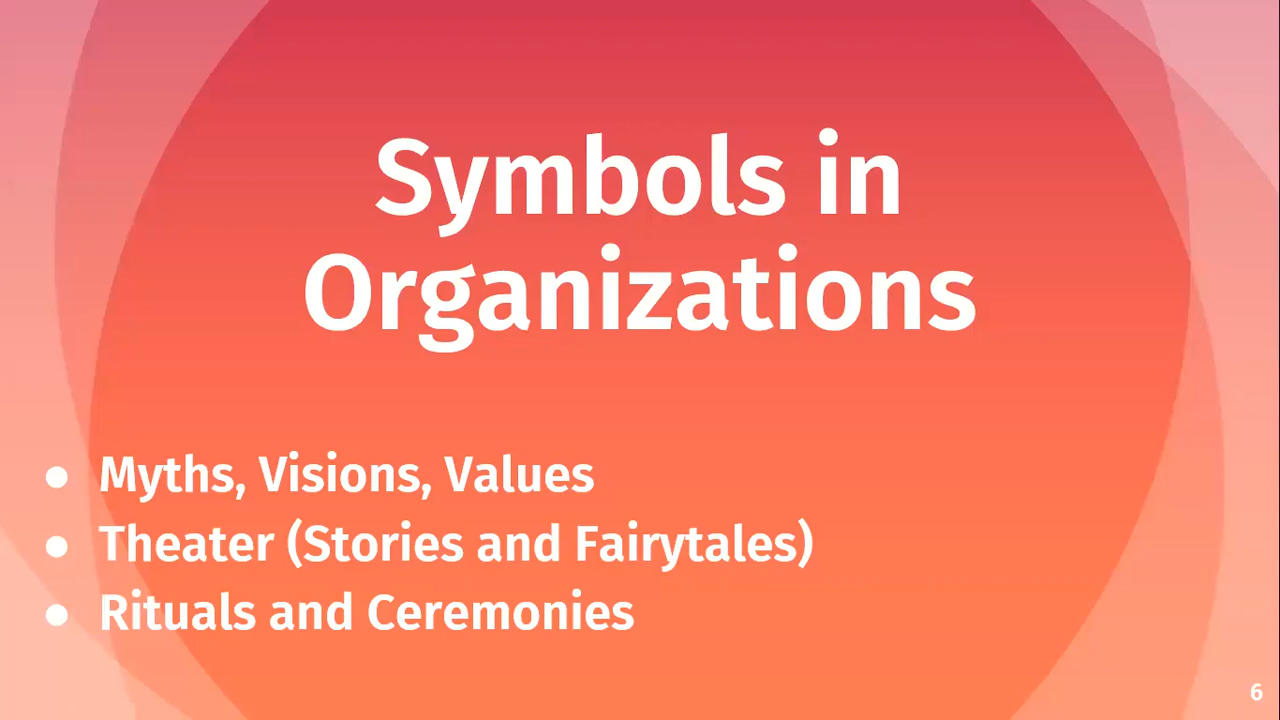 Symbols in
Organizations
● Myths, Visions, Values
● Theater (Stories and Fairytales)
● Rituals and Ceremonies
6